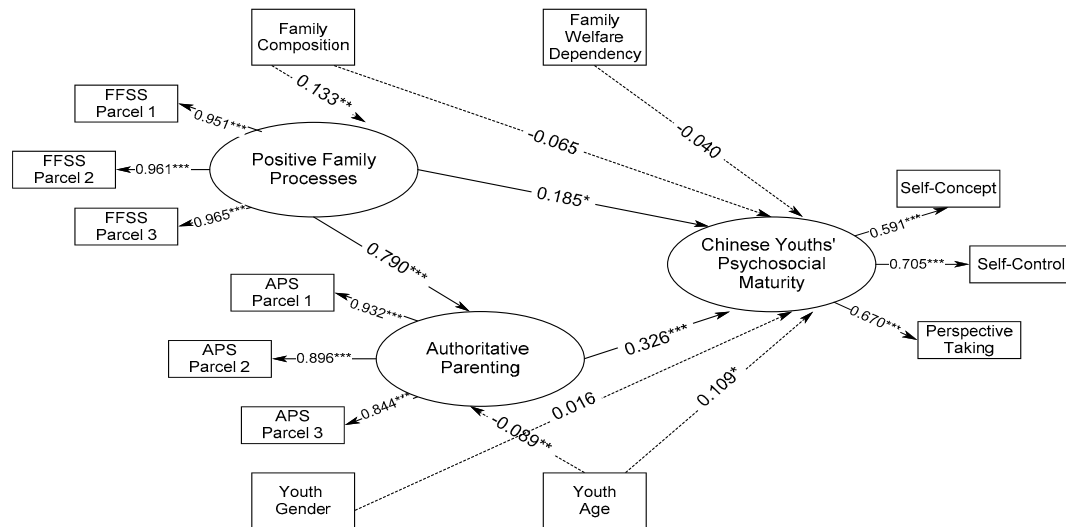 Family
Composition
Family
Welfare
Dependency
0.133**
FFSS
Parcel 1
0.951***
-0.065
-0.040
FFSS
Parcel 2
0.961***
Positive Family
Processes
0.185*
Self-Concept
0.591***
FFSS
Parcel 3
0.965***
Chinese Youths'
Psychosocial
Maturity
0.705***
Self-Control
0.790***
APS
Parcel 1
0.932***
0.670***
Perspective
Taking
APS
Parcel 2
0.896***
Authoritative
Parenting
0.326***
APS
Parcel 3
0.844***
0.016
0.109*
-0.089**
Youth
Gender
Youth
Age